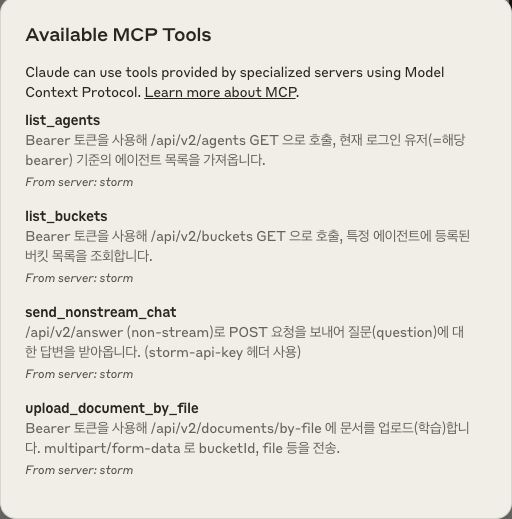 Available MCP Tools
Claude can use tools provided by specialized servers using Model
Context Protocol. Learn more about MCP.
list_agents
Bearer 토큰을 사용해 /api/v2/agents GET 으로 호출, 현재 로그인 유저(=해당
bearer) 기준의 에이전트 목록을 가져옵니다.
From server: storm
list_buckets
Bearer 토큰을 사용해 /api/v2/buckets GET 으로 호출, 특정 에이전트에 등록된
버킷 목록을 조회합니다.
From server: storm
send_nonstream_chat
/api/v2/answer (non-stream)로 POST 요청을 보내어 질문(question)에 대
한 답변을 받아옵니다. (storm-api-key 헤더 사용)
From server: storm
upload_document_by_file
Bearer 토큰을 사용해 /api/v2/documents/by-file 에 문서를 업로드(학습)합니
다. multipart/form-data 로 bucketId, file 등을 전송.
From server: storm